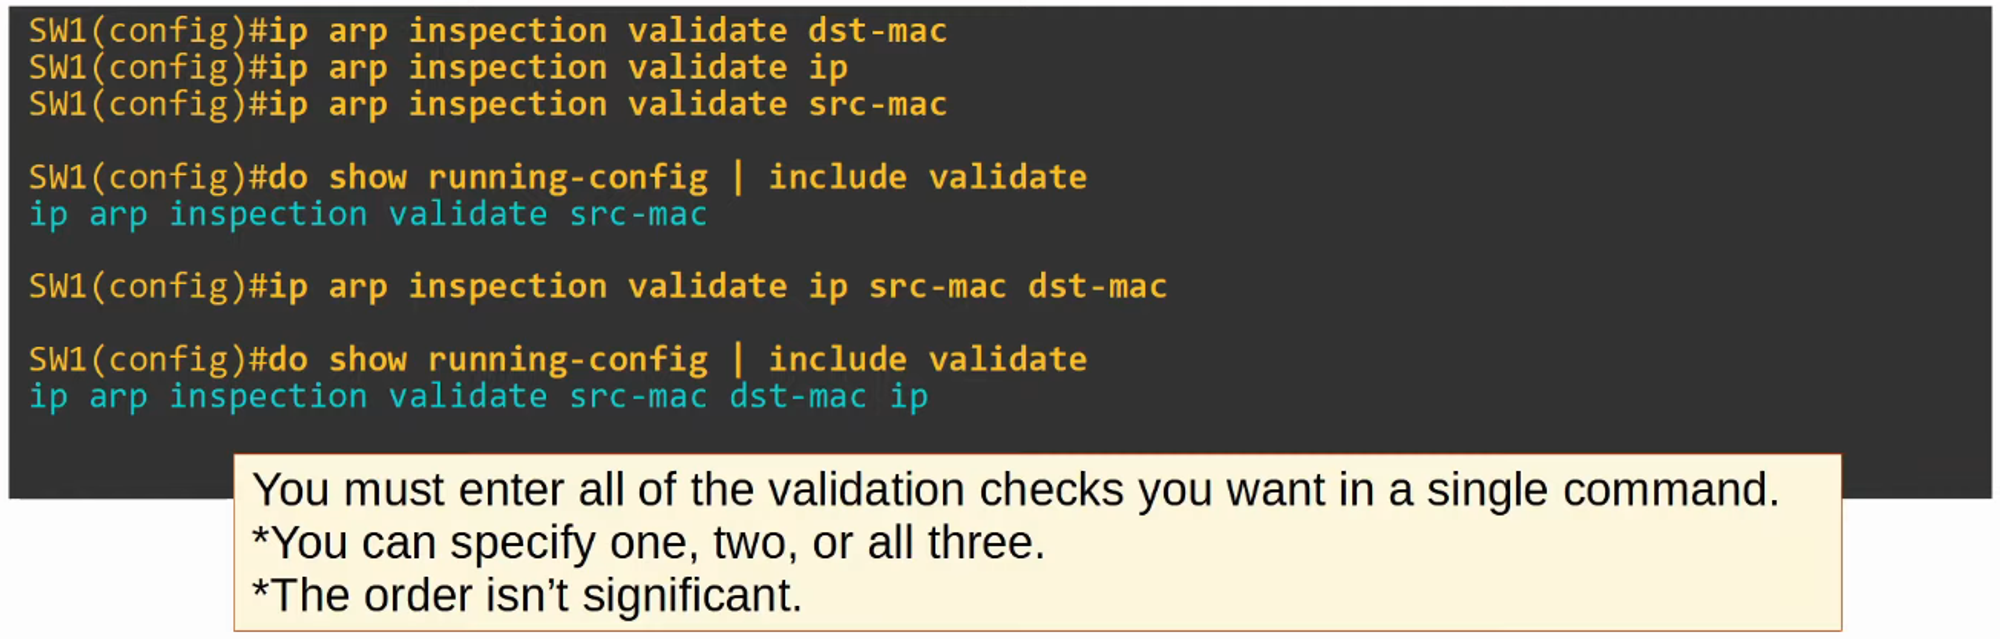 SW1(config)#ip arp inspection validate dst-mac
SW1(config)#ip arp inspection validate ip
SW1(config)#ip arp inspection validate src-mac
SW1(config)#do show running-config | include validate
ip arp inspection validate src-mac
SW1(config)#ip arp inspection validate ip src-mac dst-mac
SW1(config)#do show running-config | include validate
ip arp inspection validate src-mac dst-mac ip
You must enter all of the validation checks you want in a single command.
*You can specify one, two, or all three.
*The order isn’t significant.